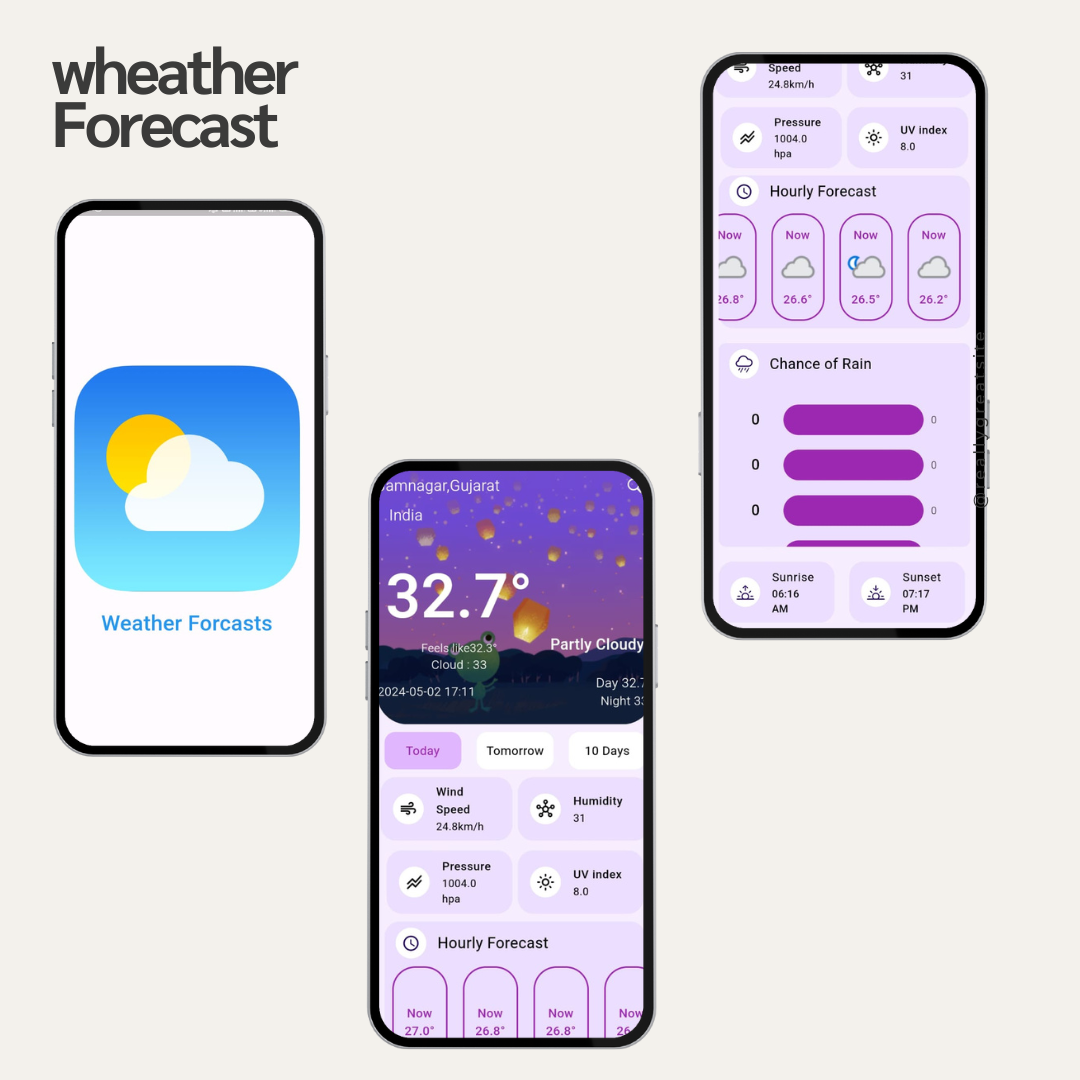 wheather
Forecast
Weather Forcasts
amnagar,Gujarat
India
32.7°
Feels like32.3°
Cloud : 33
Partly Cloudy
2024-05-02 17:11
Day 32.7
Night 33
Today
Tomorrow
10 Days
Wind
Speed
24.8km/h
Humidity
31
Pressure
1004.0
hpa
UV index
8.0
Hourly Forecast
Now
27.0°
Now
26.8°
Now
26.8°
Now
26
Speed
24.8km/h
31
Pressure
1004.0
hpa
UV index
8.0
Hourly Forecast
Now
26.8°
Now
26.6°
Now
26.5°
Now
26.2°
Chance of Rain
0 0
0 0
0 0
Sunrise
06:16
AM
Sunset
07:17
PM
@reallygreatsite